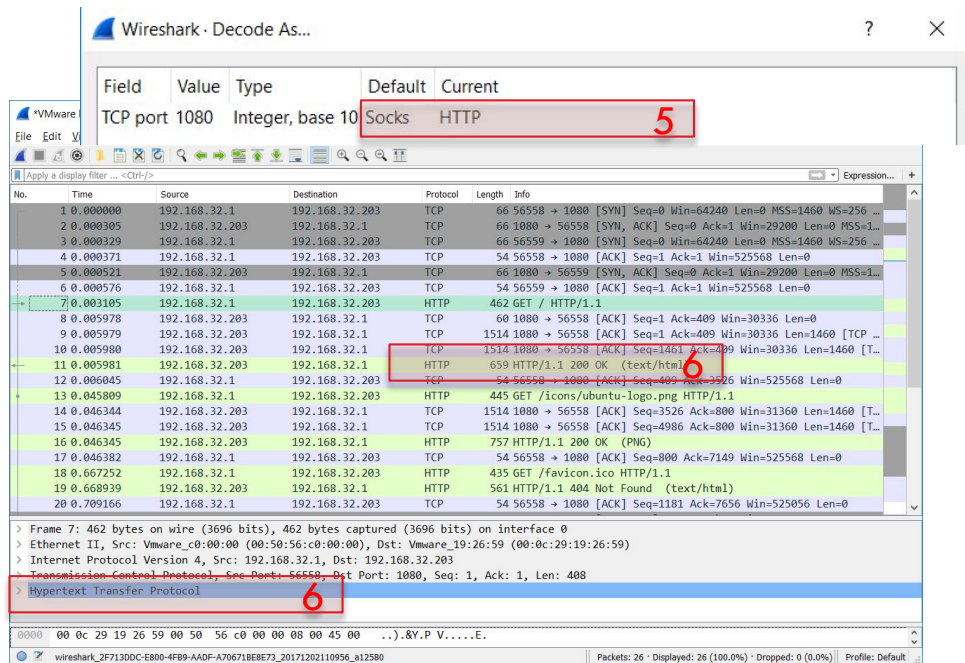 Wireshark · Decode As... ? ×
Field Value Type Default Current
TCP port 1080 Integer, base 10 Socks HTTP 5
*VMware
File Edit Vi
Apply a display filter ... <Ctrl-/> Expression... +
No. Time Source Destination Protocol Length Info
1 0.000000 192.168.32.1 192.168.32.203 TCP 66 56558 → 1080 [SYN] Seq=0 Win=64240 Len=0 MSS=1460 WS=256 …
2 0.000305 192.168.32.203 192.168.32.1 TCP 66 1080 → 56558 [SYN, ACK] Seq=0 Ack=1 Win=29200 Len=0 MSS=1…
3 0.000329 192.168.32.1 192.168.32.203 TCP 66 56559 → 1080 [SYN] Seq=0 Win=64240 Len=0 MSS=1460 WS=256 …
4 0.000371 192.168.32.1 192.168.32.203 TCP 54 56558 → 1080 [ACK] Seq=1 Ack=1 Win=525568 Len=0
5 0.000521 192.168.32.203 192.168.32.1 TCP 66 1080 → 56559 [SYN, ACK] Seq=0 Ack=1 Win=29200 Len=0 MSS=1…
6 0.000576 192.168.32.1 192.168.32.203 TCP 54 56559 → 1080 [ACK] Seq=1 Ack=1 Win=525568 Len=0
7 0.003105 192.168.32.1 192.168.32.203 HTTP 462 GET / HTTP/1.1
8 0.005978 192.168.32.203 192.168.32.1 TCP 60 1080 → 56558 [ACK] Seq=1 Ack=409 Win=30336 Len=0
9 0.005979 192.168.32.203 192.168.32.1 TCP 1514 1080 → 56558 [ACK] Seq=1 Ack=409 Win=30336 Len=1460 [TCP …
10 0.005980 192.168.32.203 192.168.32.1 TCP 1514 1080 → 56558 [ACK] Seq=1461 Ack=409 Win=30336 Len=1460 [T…
11 0.005981 192.168.32.203 192.168.32.1 HTTP 659 HTTP/1.1 200 OK (text/html 6
12 0.006045 192.168.32.1 192.168.32.203 TCP 54 56558 → 1080 [ACK] Seq=409 Ack=3526 Win=525568 Len=0
13 0.045809 192.168.32.1 192.168.32.203 HTTP 445 GET /icons/ubuntu-logo.png HTTP/1.1
14 0.046344 192.168.32.203 192.168.32.1 TCP 1514 1080 → 56558 [ACK] Seq=3526 Ack=800 Win=31360 Len=1460 [T…
15 0.046345 192.168.32.203 192.168.32.1 TCP 1514 1080 → 56558 [ACK] Seq=4986 Ack=800 Win=31360 Len=1460 [T…
16 0.046345 192.168.32.203 192.168.32.1 HTTP 757 HTTP/1.1 200 OK (PNG)
17 0.046382 192.168.32.1 192.168.32.203 TCP 54 56558 → 1080 [ACK] Seq=800 Ack=7149 Win=525568 Len=0
18 0.667252 192.168.32.1 192.168.32.203 HTTP 435 GET /favicon.ico HTTP/1.1
19 0.668939 192.168.32.203 192.168.32.1 HTTP 561 HTTP/1.1 404 Not Found (text/html)
20 0.709166 192.168.32.1 192.168.32.203 TCP 54 56558 → 1080 [ACK] Seq=1181 Ack=7656 Win=525056 Len=0
> Frame 7: 462 bytes on wire (3696 bits), 462 bytes captured (3696 bits) on interface 0
> Ethernet II, Src: Vmware_c0:00:00 (00:50:56:c0:00:00), Dst: Vmware_19:26:59 (00:0c:29:19:26:59)
> Internet Protocol Version 4, Src: 192.168.32.1, Dst: 192.168.32.203
> Transmission Control Protocol, Src Port: 56558, Dst Port: 1080, Seq: 1, Ack: 1, Len: 408
> Hypertext Transfer Protocol 6
0000 00 0c 29 19 26 59 00 50 56 c0 00 00 08 00 45 00 ..).&Y.P V.....E.
wireshark_2F713DDC-E800-4FB9-AADF-A70671BE8E73_20171202110956_a12580 Packets: 26 · Displayed: 26 (100.0%) · Dropped: 0 (0.0%) Profile: Default